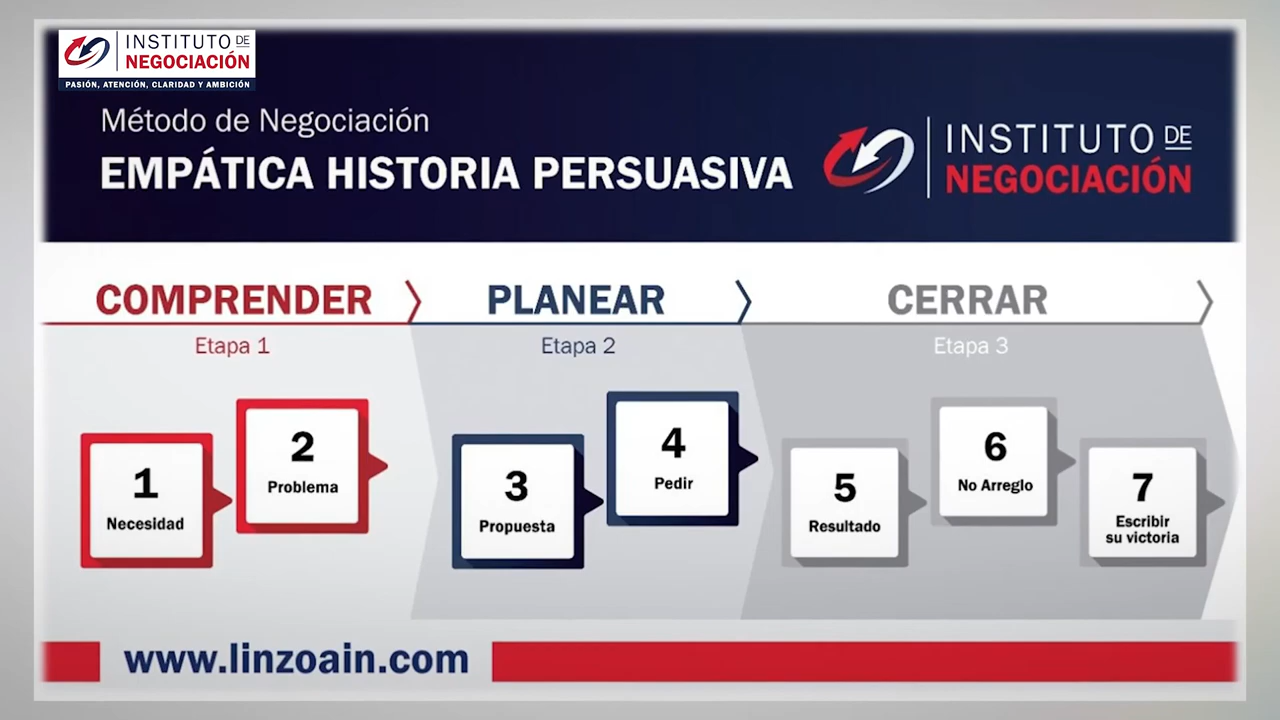 INSTITUTO DE
NEGOCIACIÓN
PASIÓN, ATENCIÓN, CLARIDAD Y AMBICIÓN
Método de Negociación
EMPÁTICA HISTORIA PERSUASIVA
INSTITUTO DE
NEGOCIACIÓN
COMPRENDER
Etapa 1
1
Necesidad
2
Problema
PLANEAR
Etapa 2
3
Propuesta
4
Pedir
CERRAR
Etapa 3
5
Resultado
6
No Arreglo
7
Escribir
su victoria
www.linzoain.com